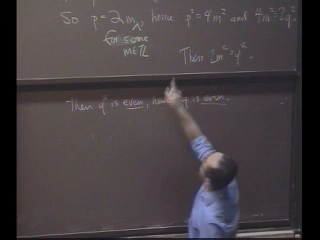 So p=2m, hence p²=4m² and 4m²=2q².
for some
m∈ℤ
Then 2m²=q².
Then q² is even, hence q is even.